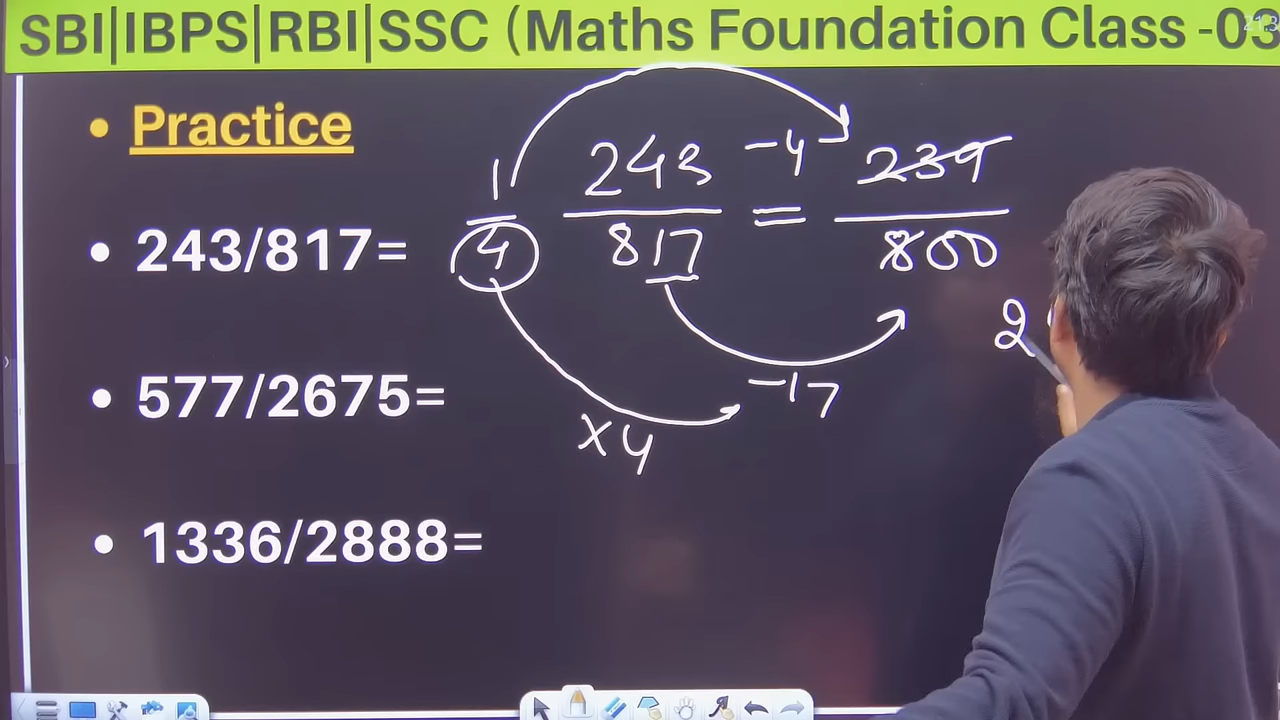 SBI|IBPS|RBI|SSC (Maths Foundation Class -03
• Practice
• 243/817=
• 577/2675=
• 1336/2888=
1/4 243/817 -4 = 239/800
-17
×4
2